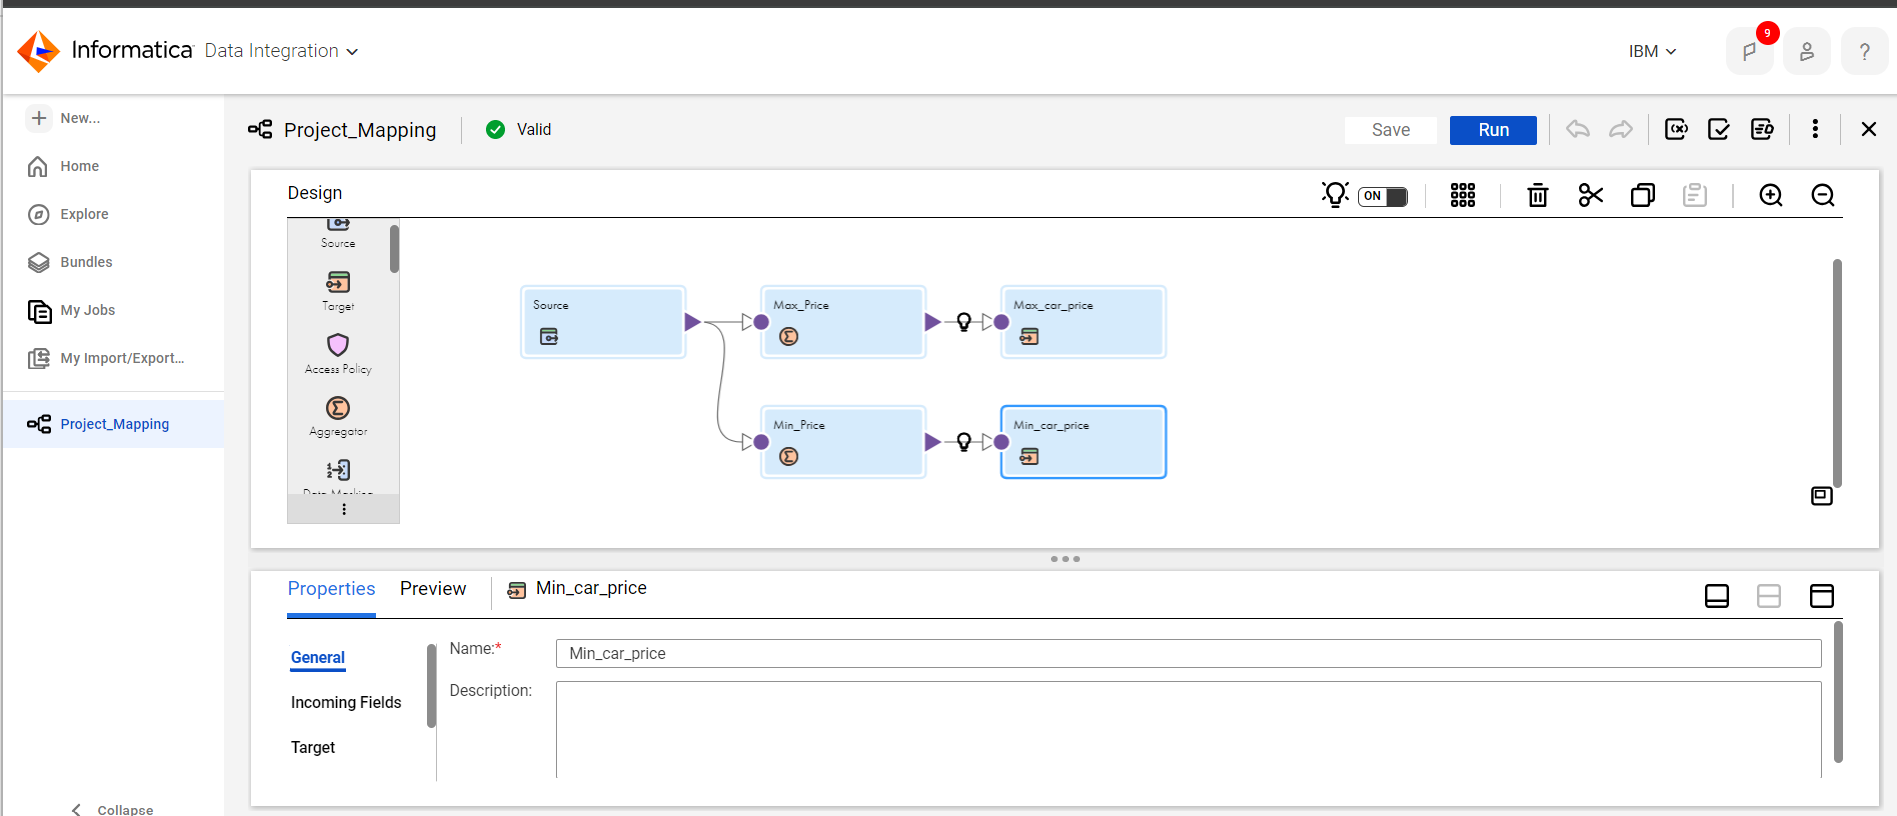 Informatica Data Integration
IBM
9
?
New...
Home
Explore
Bundles
My Jobs
My Import/Export...
Project_Mapping
Collapse
Project_Mapping
Valid
Save
Run
Design
ON
Source
Target
Access Policy
Aggregator
Data Masking
Source
Max_Price
Max_car_price
Min_Price
Min_car_price
Properties
Preview
Min_car_price
General
Incoming Fields
Target
Name:*
Min_car_price
Description: